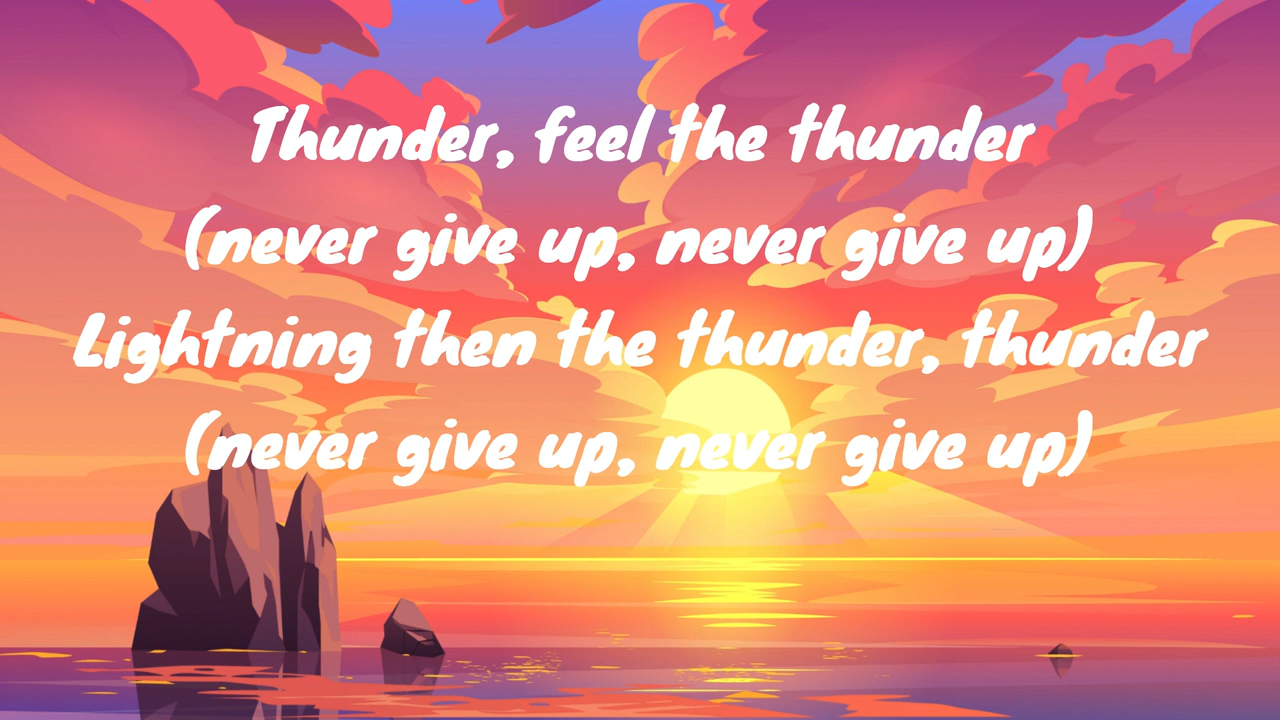 Thunder, feel the thunder
(never give up, never give up)
Lightning then the thunder, thunder
(never give up, never give up)